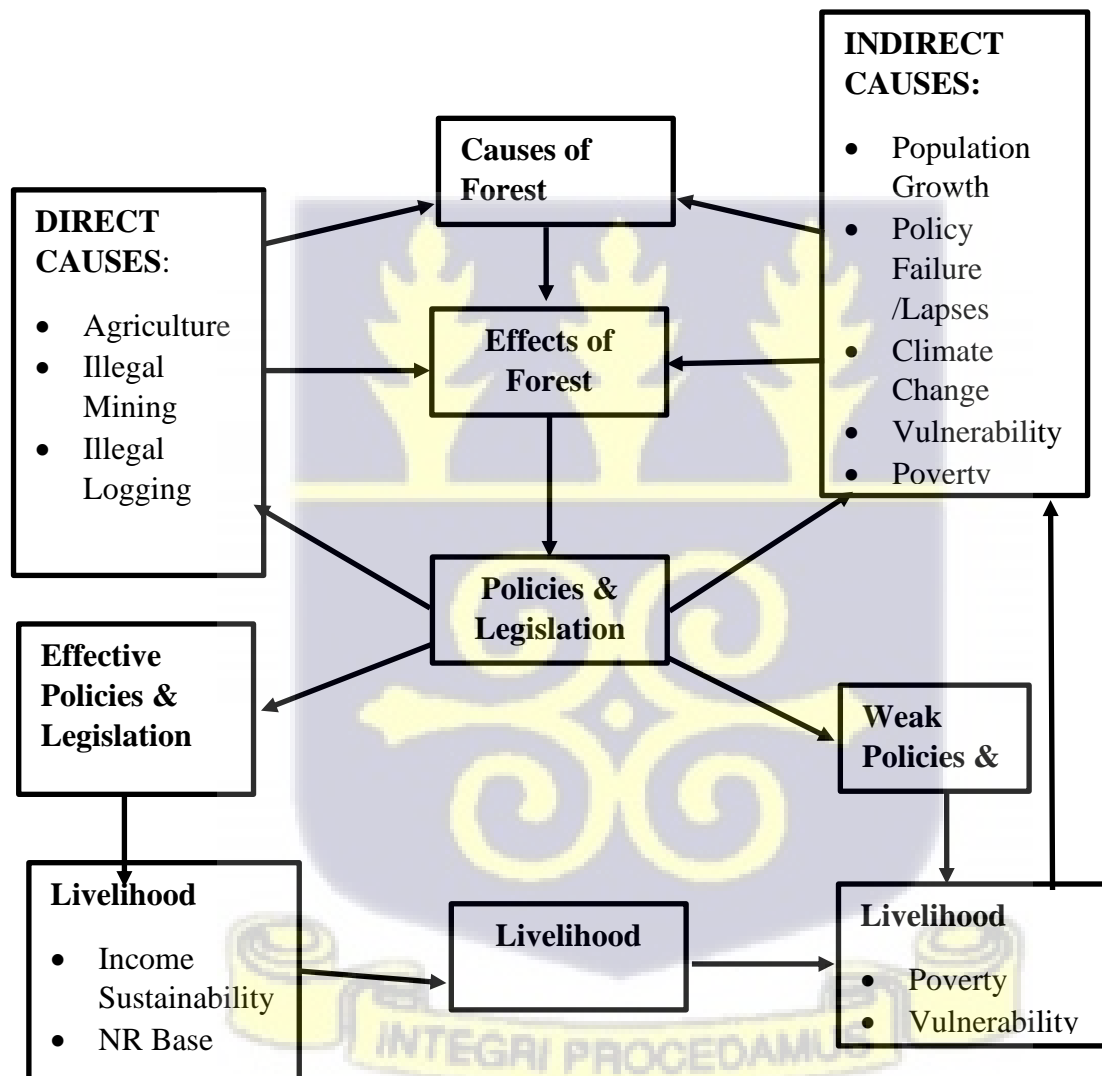 INDIRECT
CAUSES:
• Population
Growth
• Policy
Failure
/Lapses
• Climate
Change
• Vulnerability
• Poverty
Causes of
Forest
DIRECT
CAUSES:
• Agriculture
• Illegal
Mining
• Illegal
Logging
Effects of
Forest
Policies &
Legislation
Effective
Policies &
Legislation
Weak
Policies &
Livelihood
• Income
Sustainability
• NR Base
Livelihood
Livelihood
• Poverty
• Vulnerability
INTEGRI PROCEDAMUS